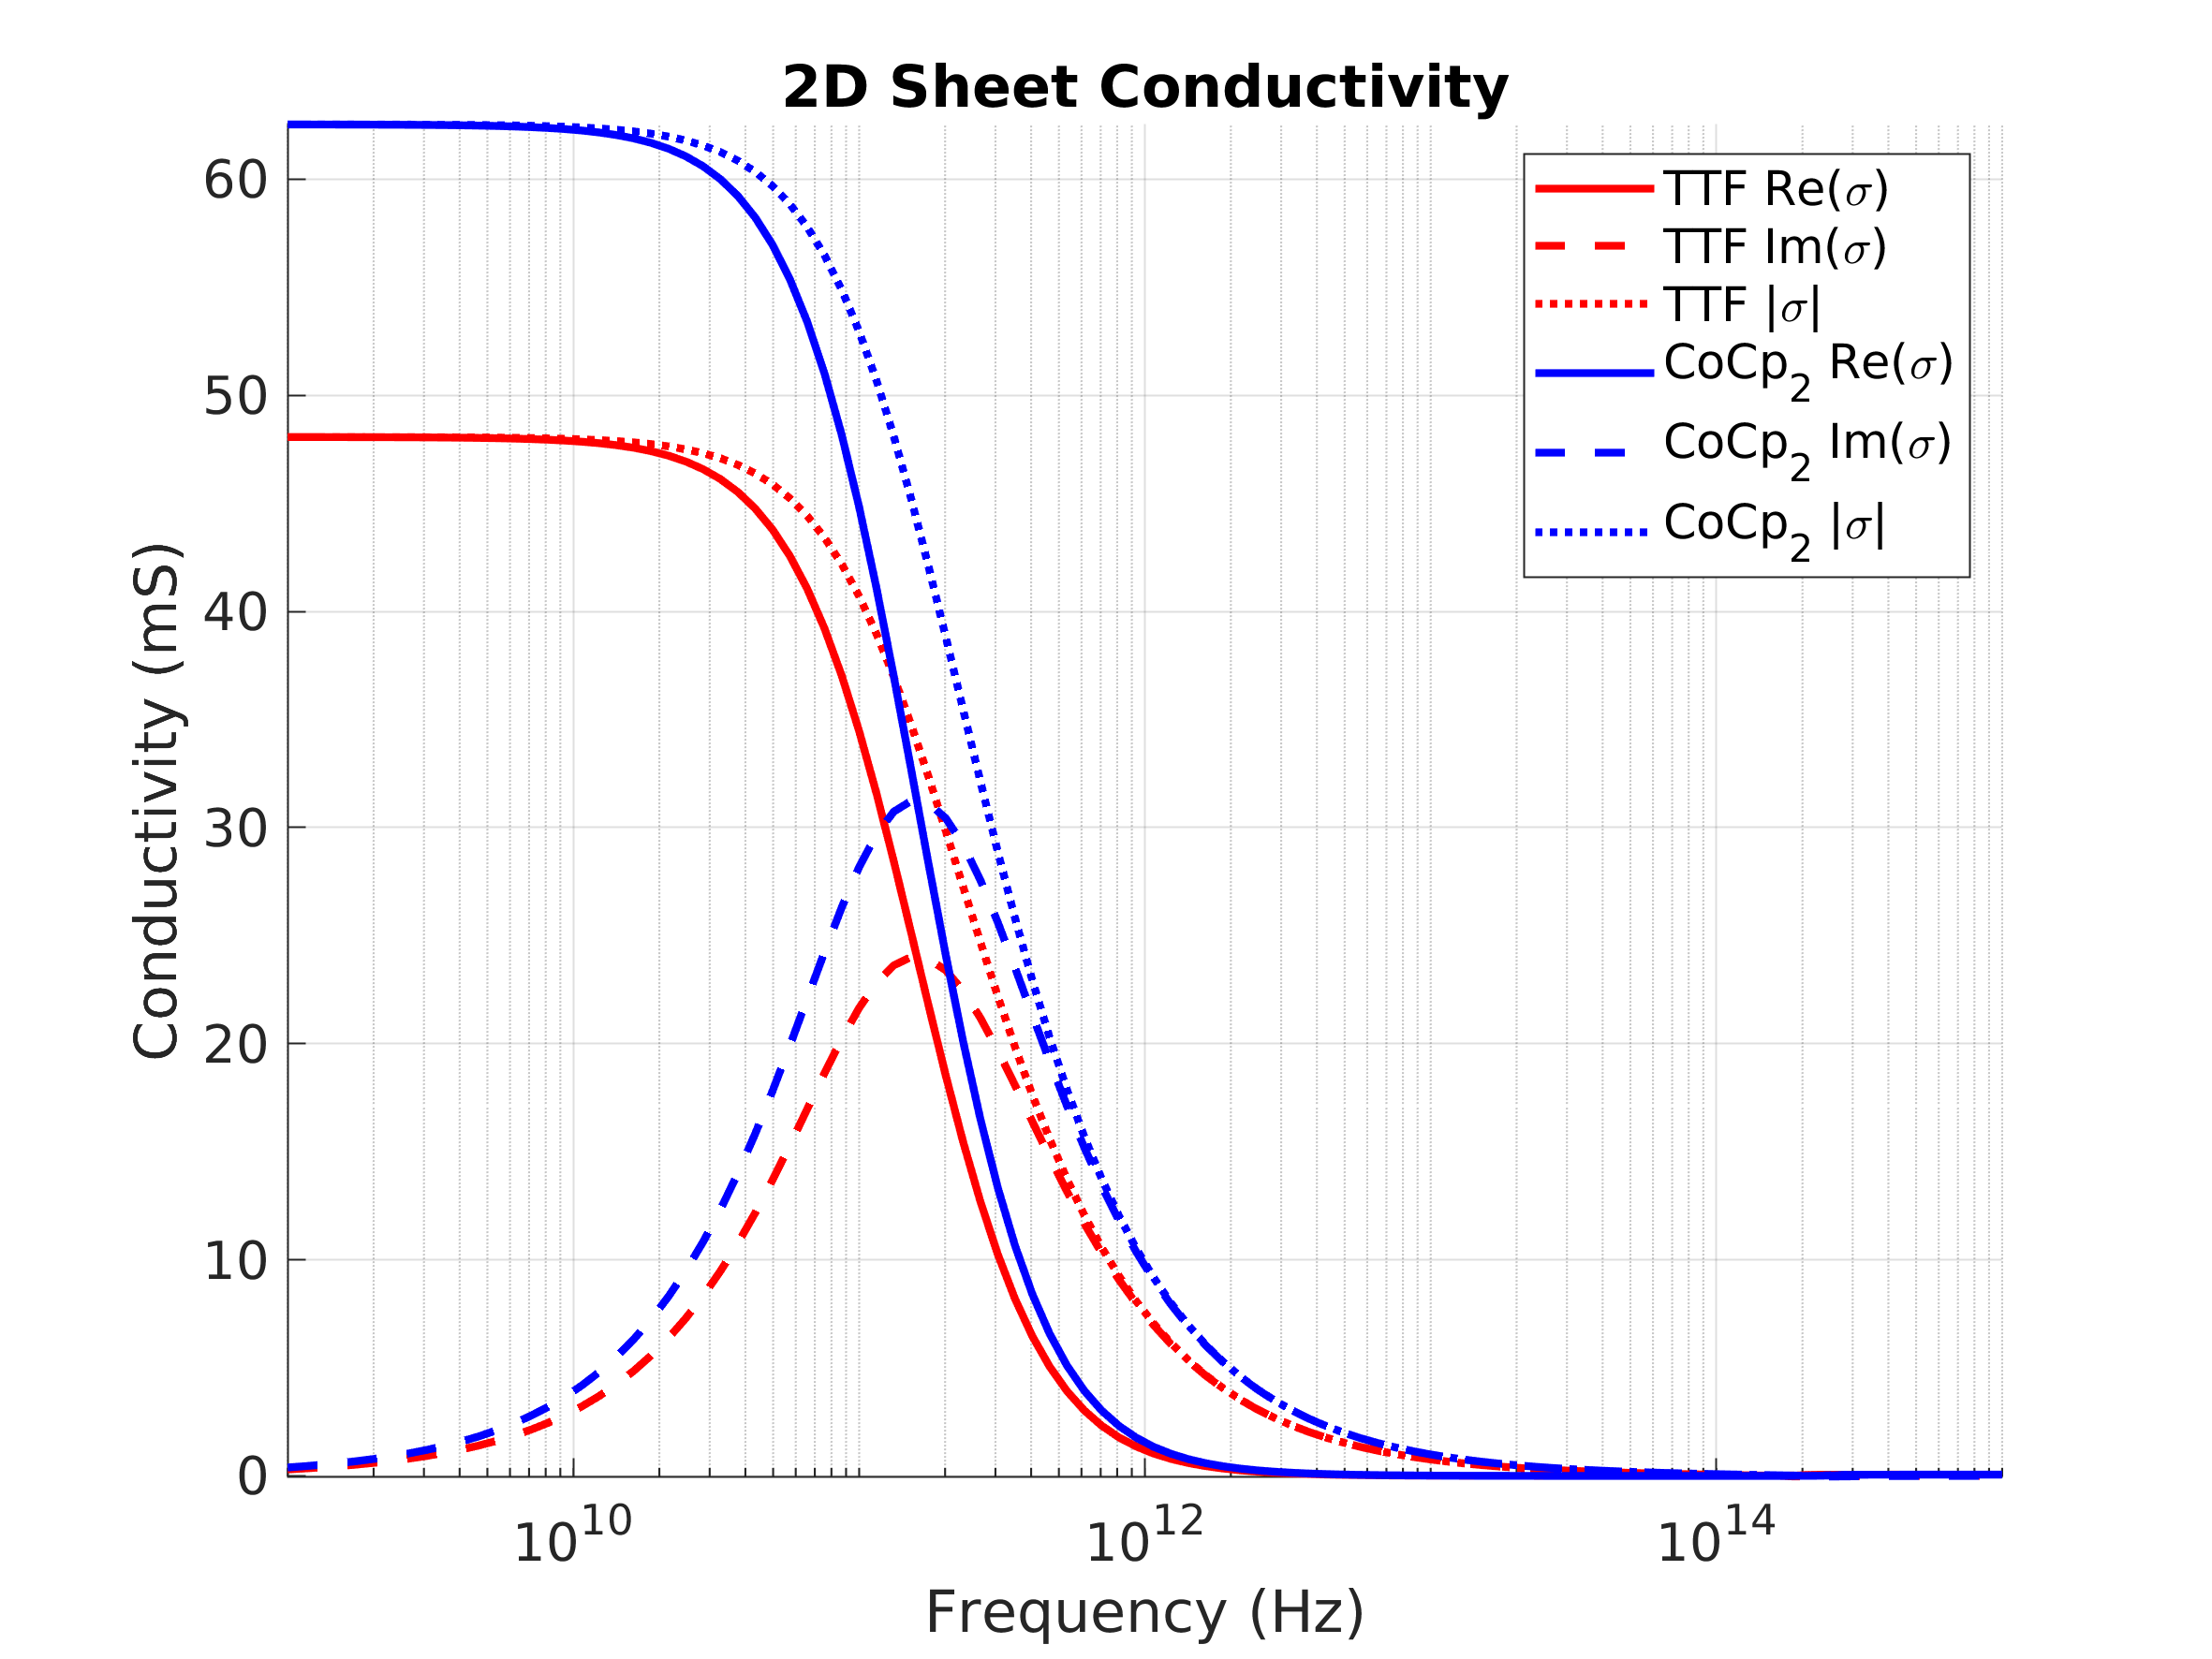 2D Sheet Conductivity
Conductivity (mS)
60
50
40
30
20
10
0
10^10
10^12
10^14
Frequency (Hz)
TTF Re(σ)
TTF Im(σ)
TTF |σ|
CoCp₂ Re(σ)
CoCp₂ Im(σ)
CoCp₂ |σ|